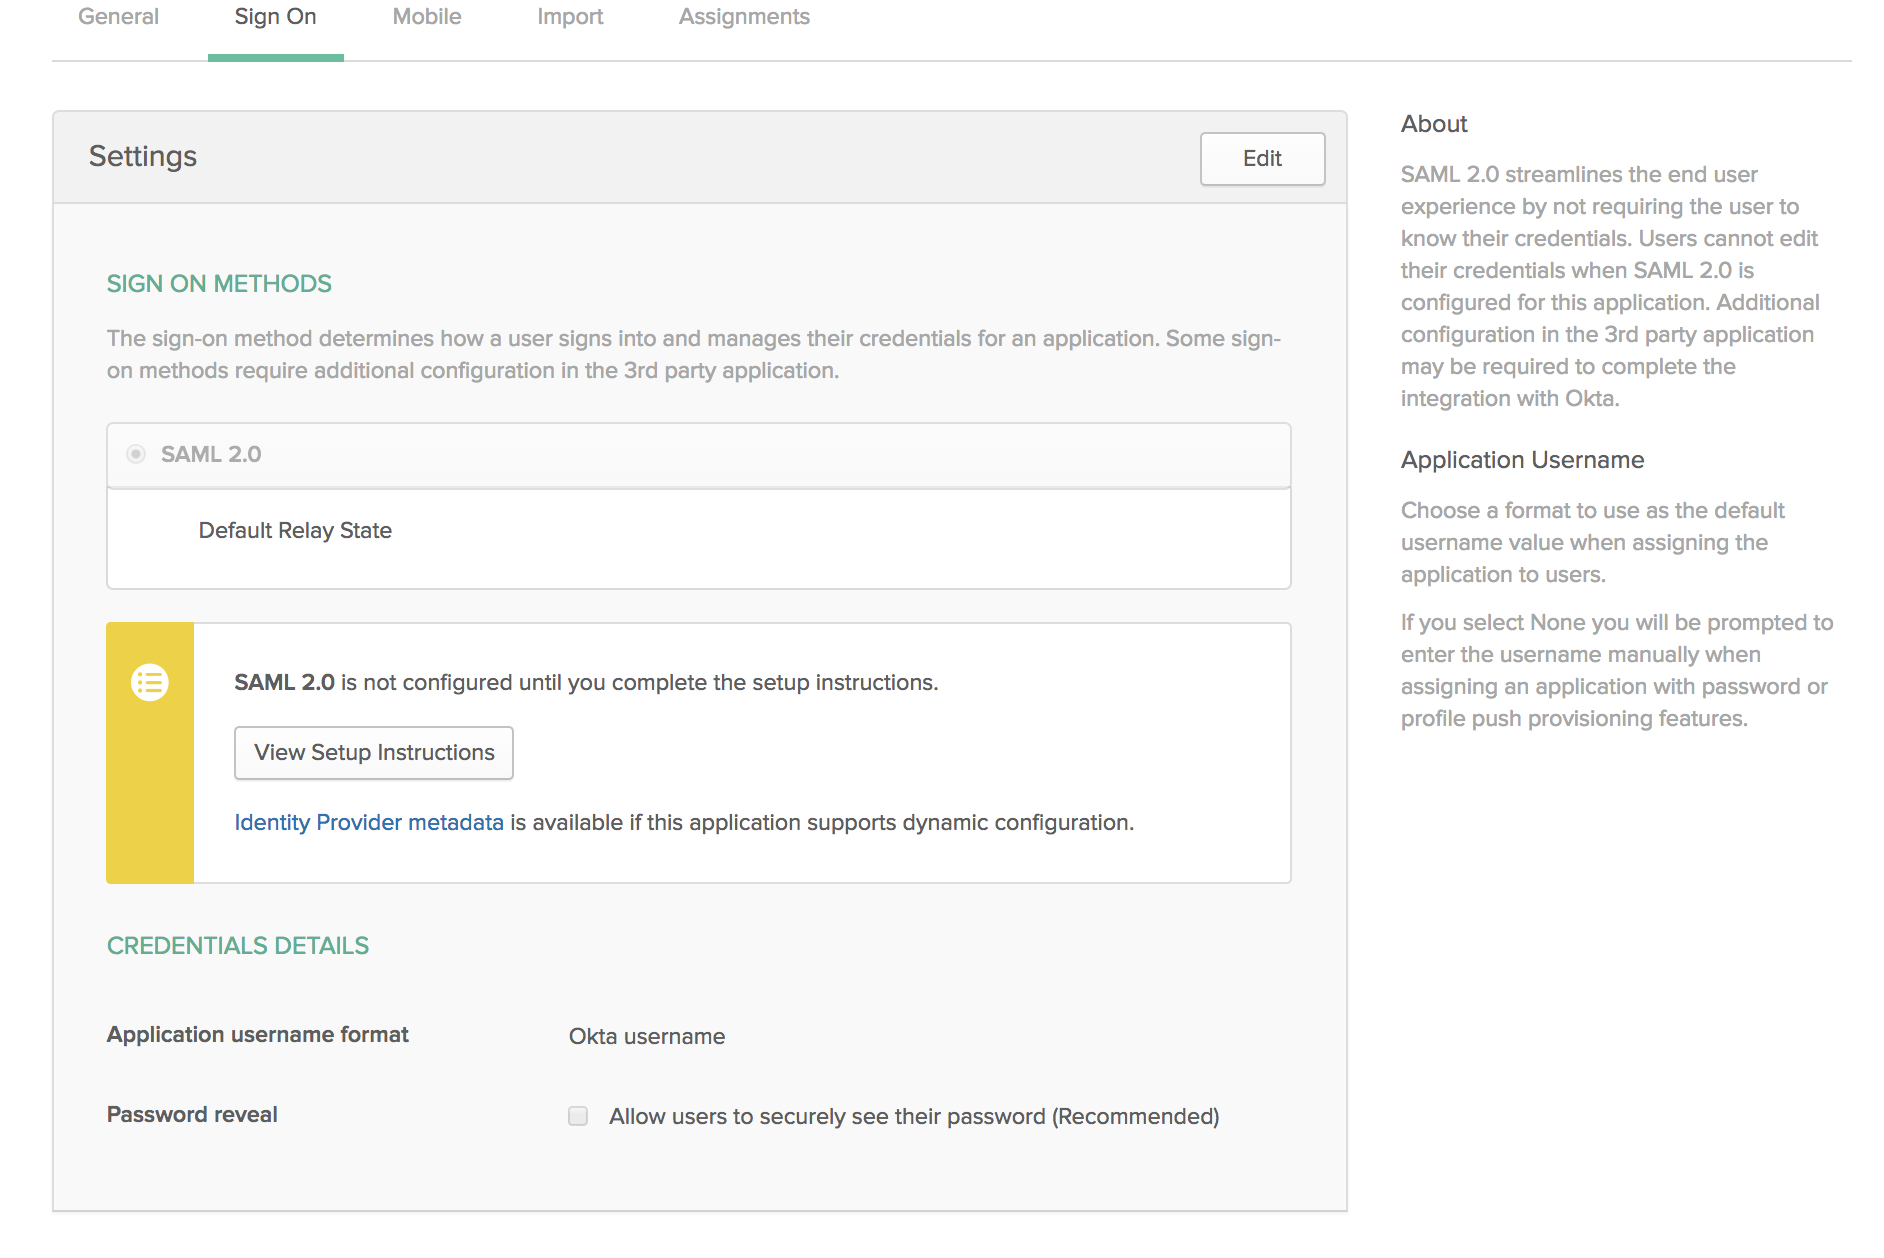 General
Sign On
Mobile
Import
Assignments
Settings
Edit
SIGN ON METHODS
The sign-on method determines how a user signs into and manages their credentials for an application. Some sign-
on methods require additional configuration in the 3rd party application.
SAML 2.0
Default Relay State
SAML 2.0 is not configured until you complete the setup instructions.
View Setup Instructions
Identity Provider metadata is available if this application supports dynamic configuration.
CREDENTIALS DETAILS
Application username format
Okta username
Password reveal
Allow users to securely see their password (Recommended)
About
SAML 2.0 streamlines the end user
experience by not requiring the user to
know their credentials. Users cannot edit
their credentials when SAML 2.0 is
configured for this application. Additional
configuration in the 3rd party application
may be required to complete the
integration with Okta.
Application Username
Choose a format to use as the default
username value when assigning the
application to users.
If you select None you will be prompted to
enter the username manually when
assigning an application with password or
profile push provisioning features.